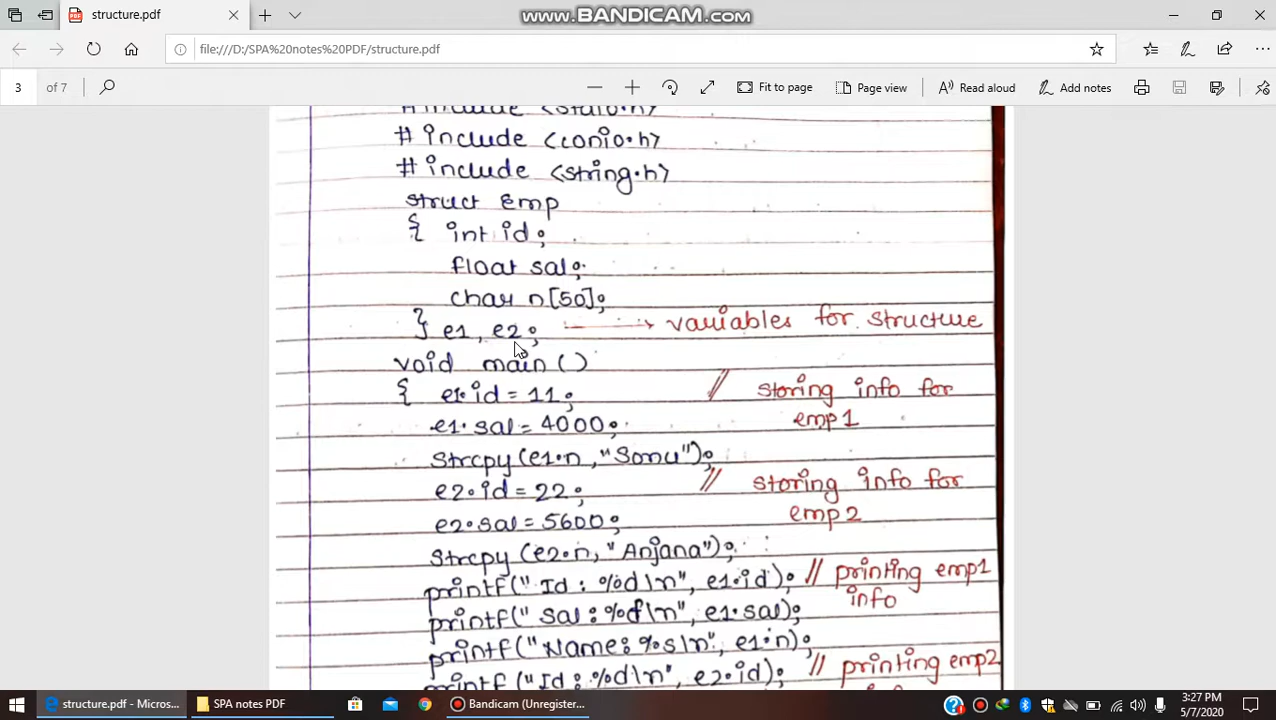 structure.pdf
www.BANDICAM.com
file:///D:/SPA%20notes%20PDF/structure.pdf
3 of 7
Fit to page
Page view
Read aloud
Add notes
# include <stdio.h>
# include <conio.h>
# include <string.h>
struct Emp
{ int id;
float sal;
char n[50];
} e1, e2; → variables for structure
void main ()
{ e1.id = 11; // storing info for
emp1
e1.sal = 4000;
Strcpy (e1.n, "Sonu");
e2.id = 22; // storing info for
emp2
e2.sal = 5600;
Strcpy (e2.n, "Anjana");
printf(" Id : %d\n", e1.id); // printing emp1
info
printf(" Sal : %f\n", e1.sal);
printf("Name: %s\n", e1.n);
printf ("Id : %d\n", e2.id); // printing emp2
structure.pdf - Micros...
SPA notes PDF
Bandicam (Unregister...
3:27 PM
5/7/2020